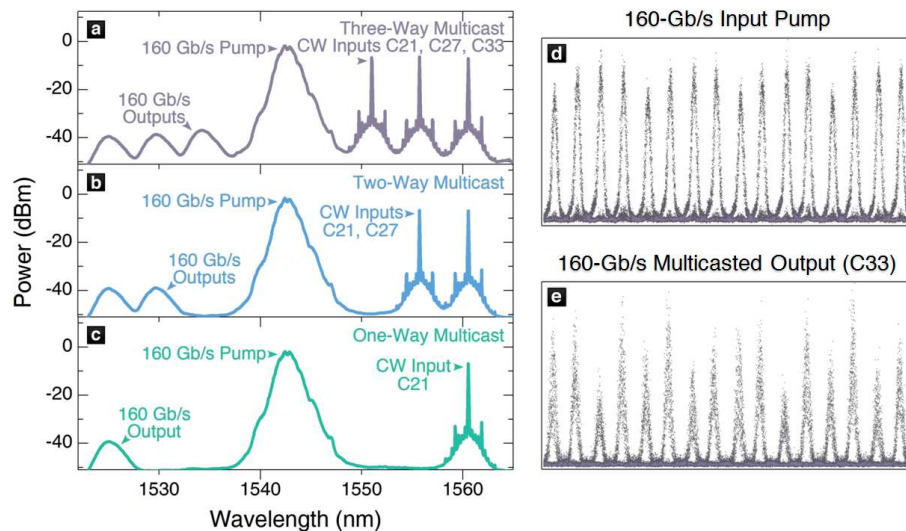 a
Three-Way Multicast
160 Gb/s Pump
CW Inputs C21, C27, C33
160 Gb/s
Outputs
0
-20
-40
b
Two-Way Multicast
160 Gb/s Pump
CW Inputs
C21, C27
160 Gb/s
Outputs
0
-20
-40
c
One-Way Multicast
160 Gb/s Pump
CW Input
C21
160 Gb/s
Output
0
-20
-40
Power (dBm)
1530
1540
1550
1560
Wavelength (nm)
160-Gb/s Input Pump
d
160-Gb/s Multicasted Output (C33)
e